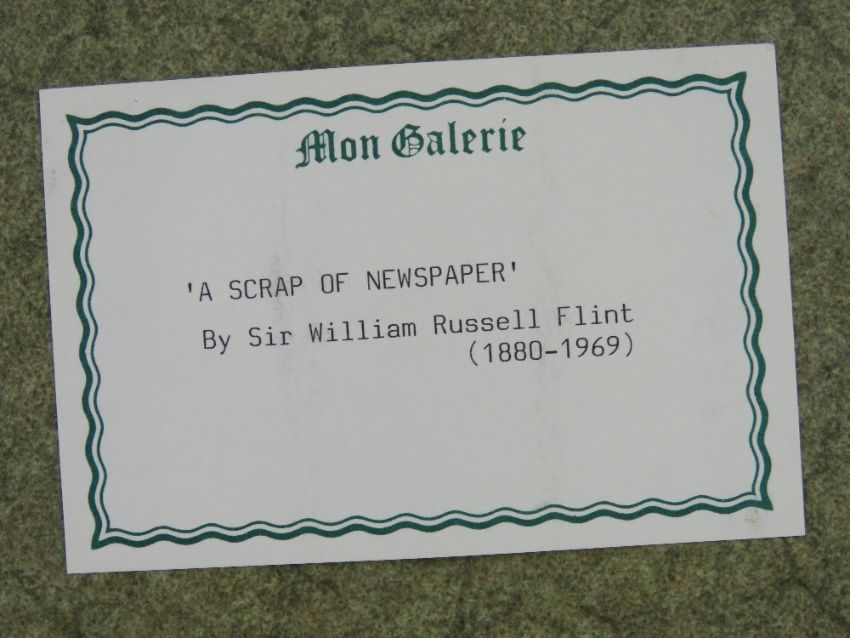 Mon Galerie
'A SCRAP OF NEWSPAPER'
By Sir William Russell Flint
(1880-1969)